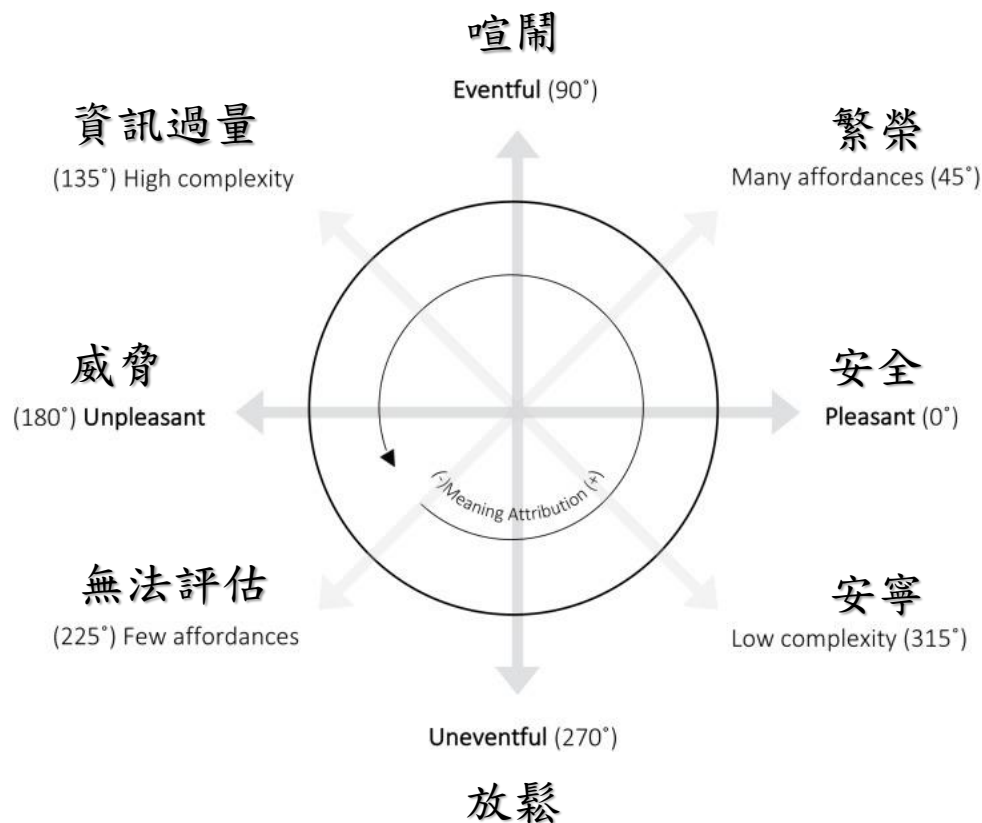 喧鬧
Eventful (90˚)
資訊過量
(135˚) High complexity
繁榮
Many affordances (45˚)
威脅
(180˚) Unpleasant
安全
Pleasant (0˚)
(-)Meaning Attribution (+)
無法評估
(225˚) Few affordances
安寧
Low complexity (315˚)
Uneventful (270˚)
放鬆